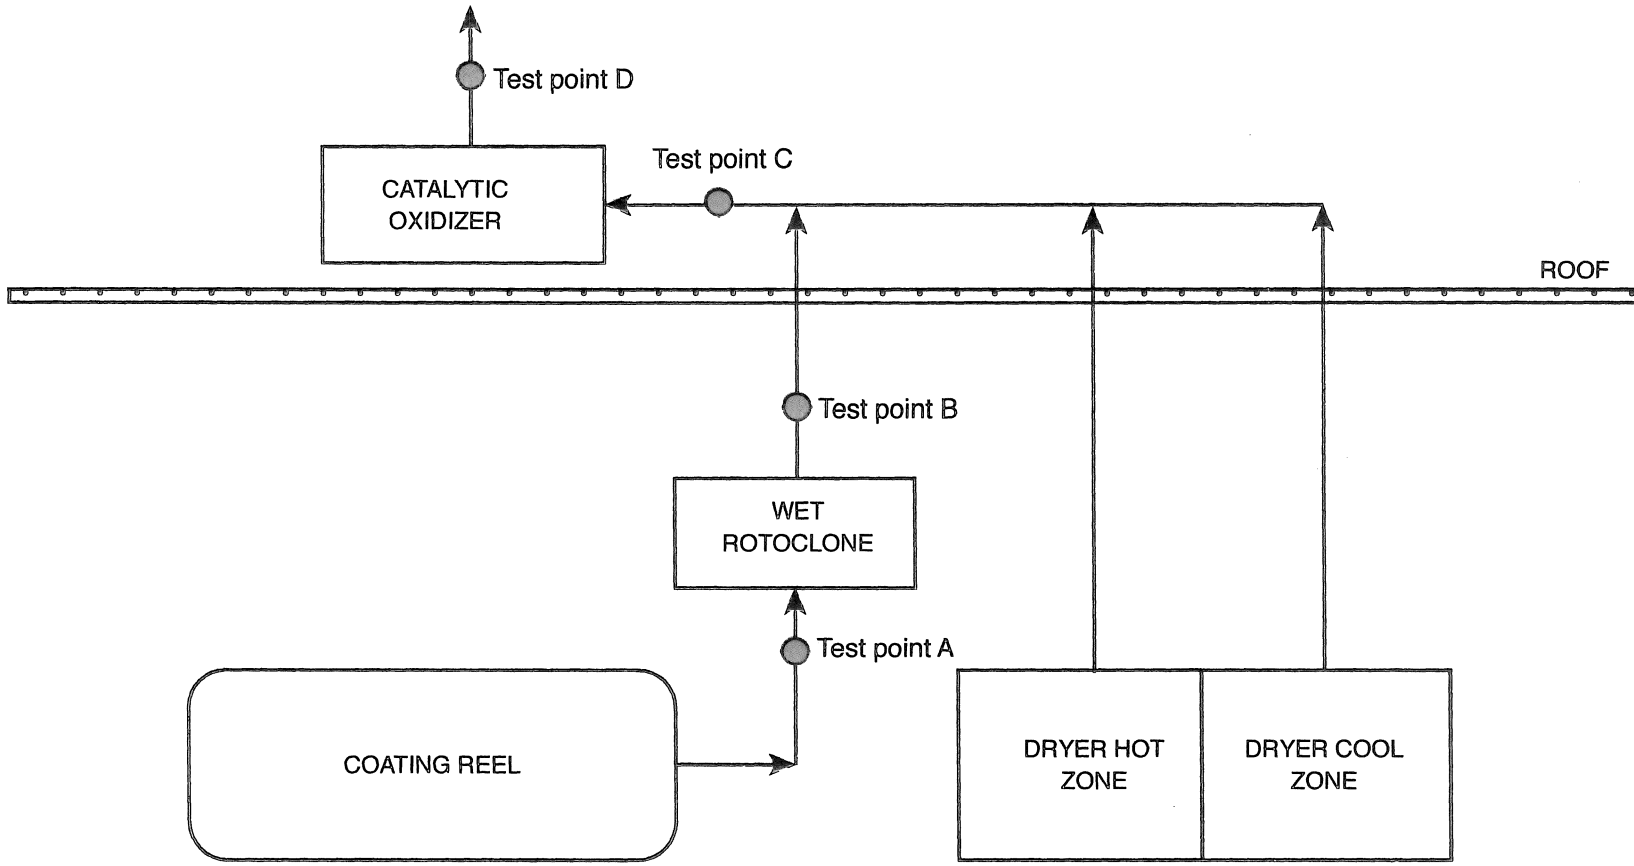 Test point D
Test point C
CATALYTIC
OXIDIZER
ROOF
Test point B
WET
ROTOCLONE
Test point A
COATING REEL
DRYER HOT
ZONE
DRYER COOL
ZONE